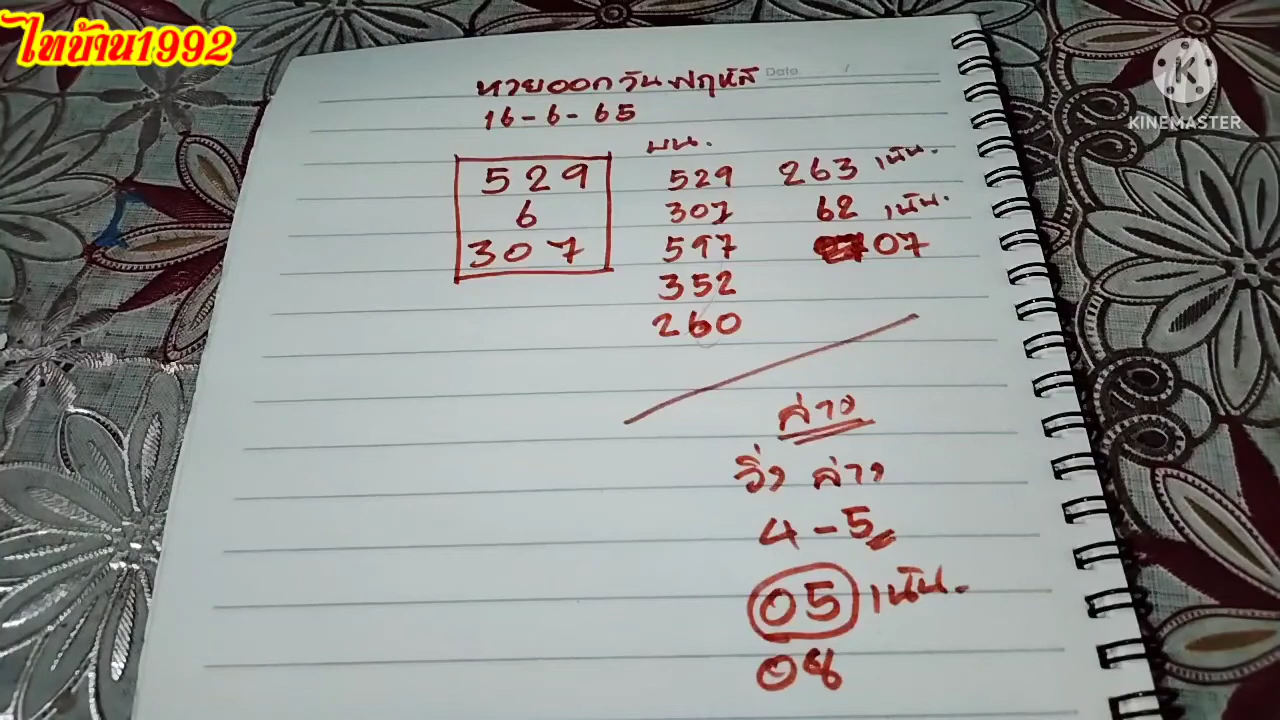 ไทบ้าน1992
KINEMASTER
Date / /
หวยออกวันพฤหัส
16-6-65
บน.
529 529 263 เน้น.
6 307 62 เน้น.
307 597 07
352
260
ล่าง
วิ่ง ล่าง
4-5
05 เน้น.
08